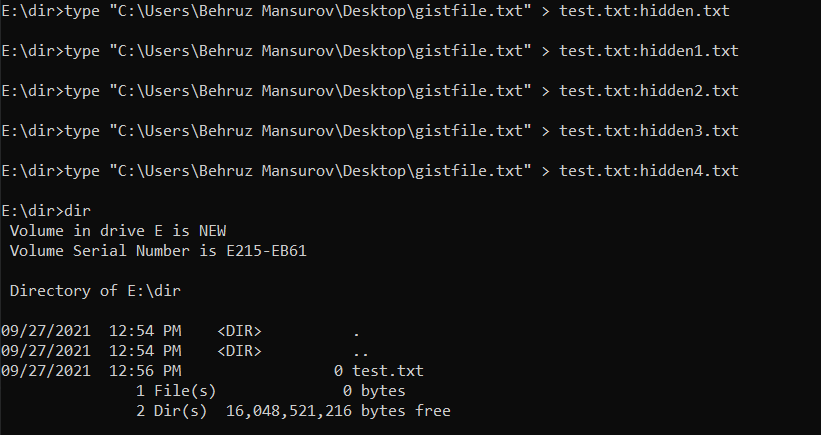 E:\dir>type "C:\Users\Behruz Mansurov\Desktop\gistfile.txt" > test.txt:hidden.txt
E:\dir>type "C:\Users\Behruz Mansurov\Desktop\gistfile.txt" > test.txt:hidden1.txt
E:\dir>type "C:\Users\Behruz Mansurov\Desktop\gistfile.txt" > test.txt:hidden2.txt
E:\dir>type "C:\Users\Behruz Mansurov\Desktop\gistfile.txt" > test.txt:hidden3.txt
E:\dir>type "C:\Users\Behruz Mansurov\Desktop\gistfile.txt" > test.txt:hidden4.txt
E:\dir>dir
Volume in drive E is NEW
Volume Serial Number is E215-EB61
Directory of E:\dir
09/27/2021  12:54 PM    <DIR>          .
09/27/2021  12:54 PM    <DIR>          ..
09/27/2021  12:56 PM                 0 test.txt
1 File(s)              0 bytes
2 Dir(s)  16,048,521,216 bytes free